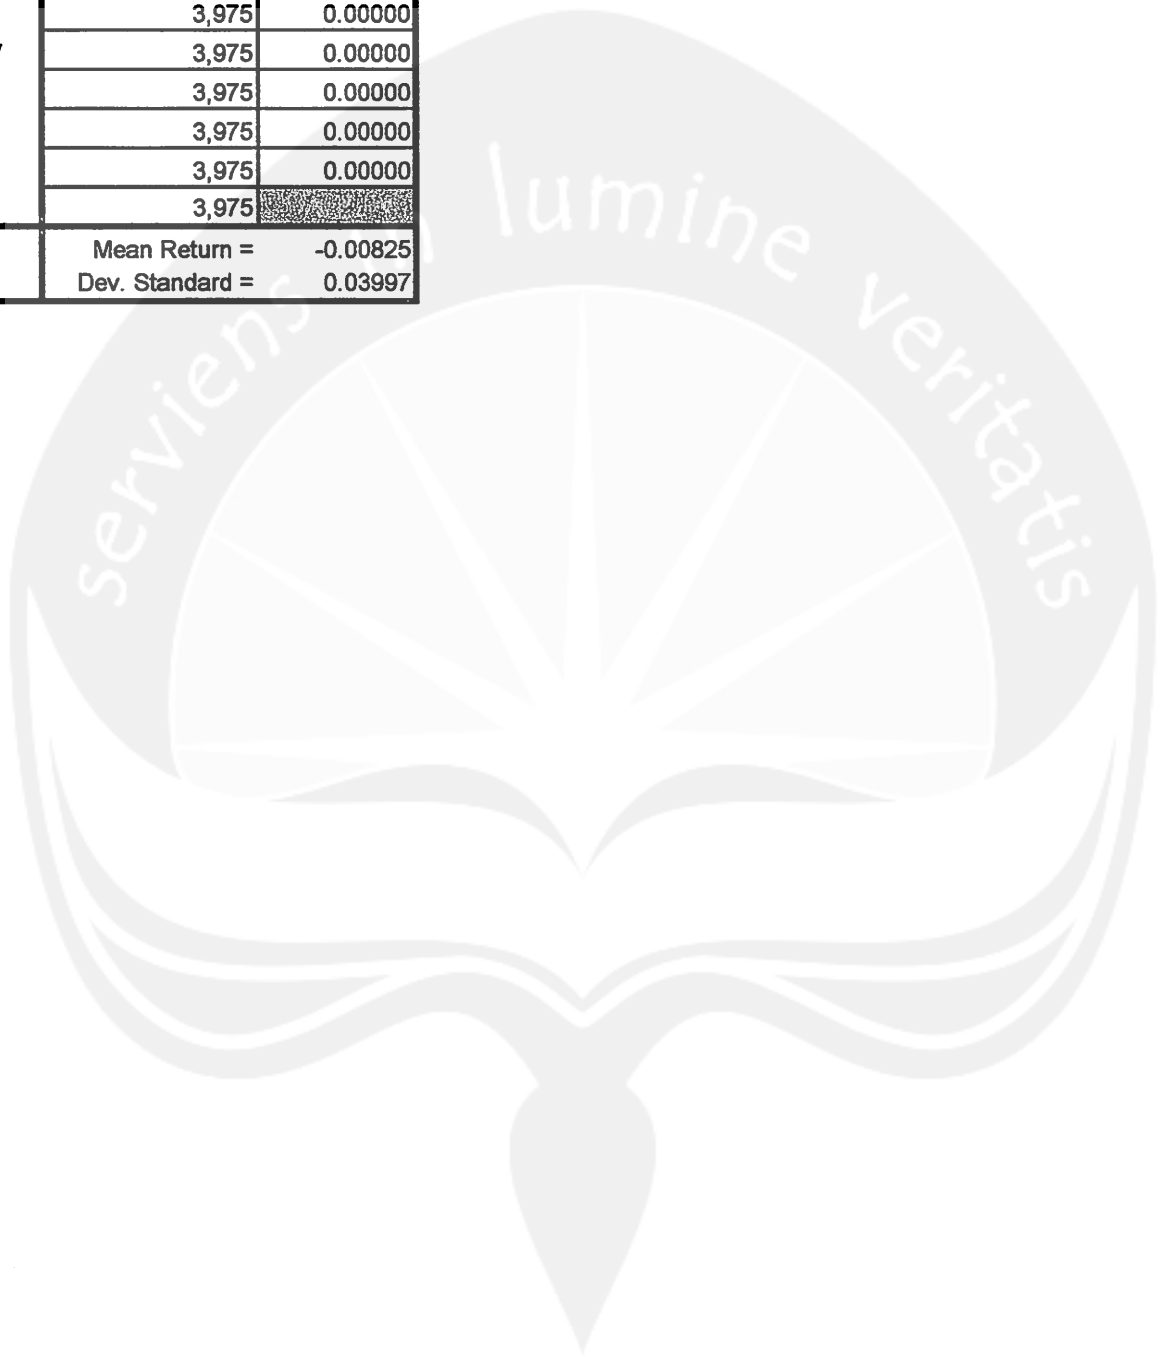 3,975 0.00000
3,975 0.00000
3,975 0.00000
3,975 0.00000
3,975 0.00000
3,975
Mean Return = -0.00825
Dev. Standard = 0.03997
serviens in lumine veritatis